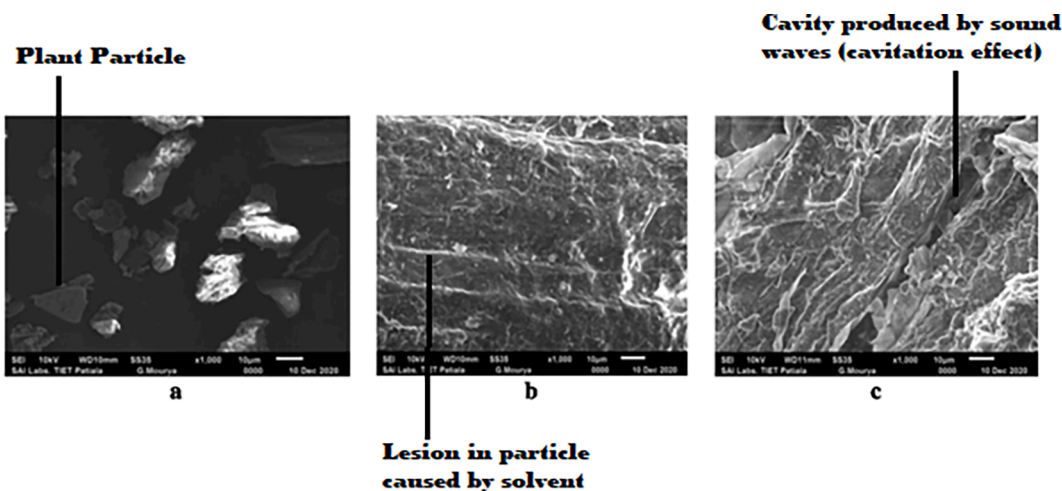 Cavity produced by sound
waves (cavitation effect)
Plant Particle
SEI 10kV WD10mm SS35 x1,000 10µm
SAI Labs. TIET Patiala G.Mourya 0000 10 Dec 2020
a
SEI 10kV WD10mm SS35 x1,000 10µm
SAI Labs. TIET Patiala G.Mourya 0000 10 Dec 2020
b
SEI 10kV WD11mm SS35 x1,000 10µm
SAI Labs. TIET Patiala G.Mourya 0000 10 Dec 2020
c
Lesion in particle
caused by solvent